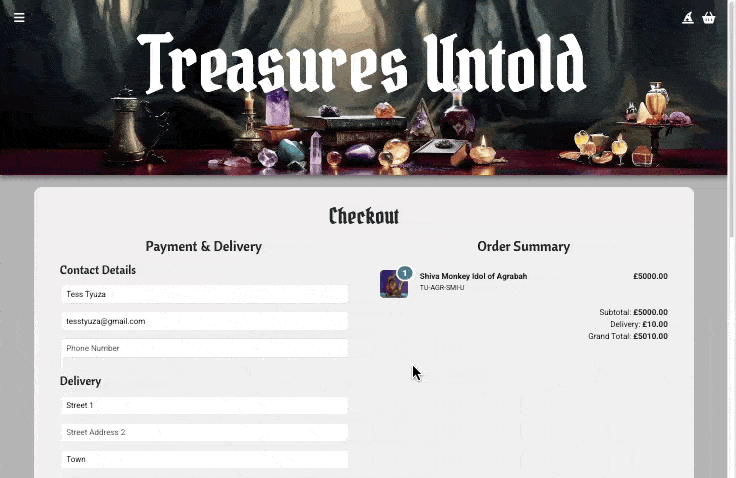 Treasures Untold
Checkout
Payment & Delivery
Contact Details
Tess Tyuza
tesstyuza@gmail.com
Phone Number
Delivery
Street 1
Street Address 2
Town
Order Summary
1
Shiva Monkey Idol of Agrabah £5000.00
TU-AGR-SMI-J
Subtotal: £5000.00
Delivery: £10.00
Grand Total: £5010.00